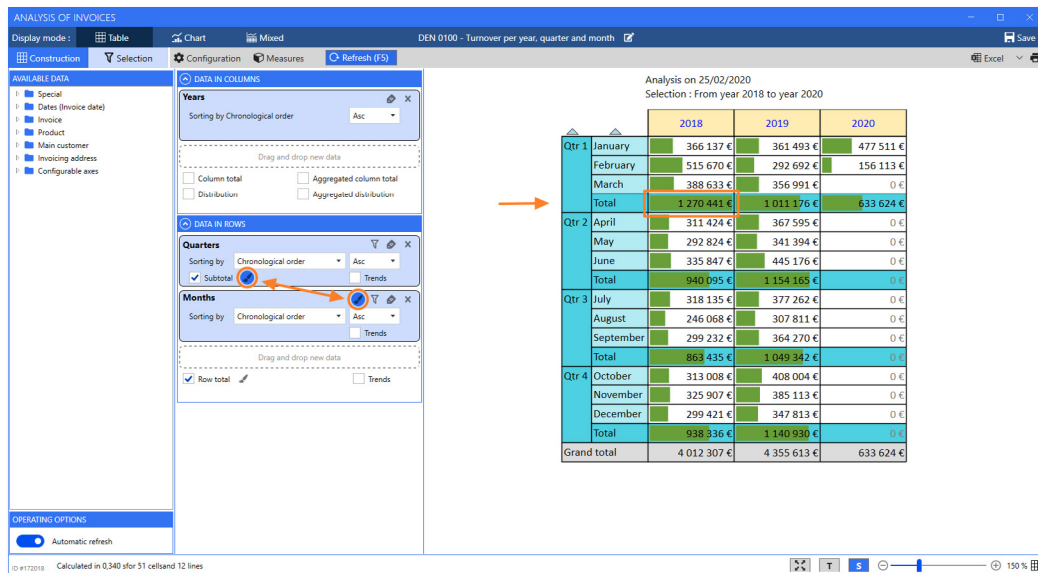 ANALYSIS OF INVOICES
Display mode : Table Chart Mixed DEN 0100 - Turnover per year, quarter and month Save
Construction Selection Configuration Measures Refresh (F5) Excel
AVAILABLE DATA
Special
Dates (Invoice date)
Invoice
Product
Main customer
Invoicing address
Configurable axes
OPERATING OPTIONS
Automatic refresh
DATA IN COLUMNS
Years
Sorting by Chronological order Asc
Drag and drop new data
Column total Aggregated column total
Distribution Aggregated distribution
DATA IN ROWS
Quarters
Sorting by Chronological order Asc
Subtotal Trends
Months
Sorting by Chronological order Asc
Trends
Drag and drop new data
Row total Trends
Analysis on 25/02/2020
Selection : From year 2018 to year 2020
2018 2019 2020
Qtr 1 January 366 137 € 361 493 € 477 511 €
February 515 670 € 292 692 € 156 113 €
March 388 633 € 356 991 € 0 €
Total 1 270 441 € 1 011 176 € 633 624 €
Qtr 2 April 311 424 € 367 595 € 0 €
May 292 824 € 341 394 € 0 €
June 335 847 € 445 176 € 0 €
Total 940 095 € 1 154 165 € 0 €
Qtr 3 July 318 135 € 377 262 € 0 €
August 246 068 € 307 811 € 0 €
September 299 232 € 364 270 € 0 €
Total 863 435 € 1 049 342 € 0 €
Qtr 4 October 313 008 € 408 004 € 0 €
November 325 907 € 385 113 € 0 €
December 299 421 € 347 813 € 0 €
Total 938 336 € 1 140 930 € 0 €
Grand total 4 012 307 € 4 355 613 € 633 624 €
ID #172018 Calculated in 0,340 sfor 51 cellsand 12 lines T S 150 %